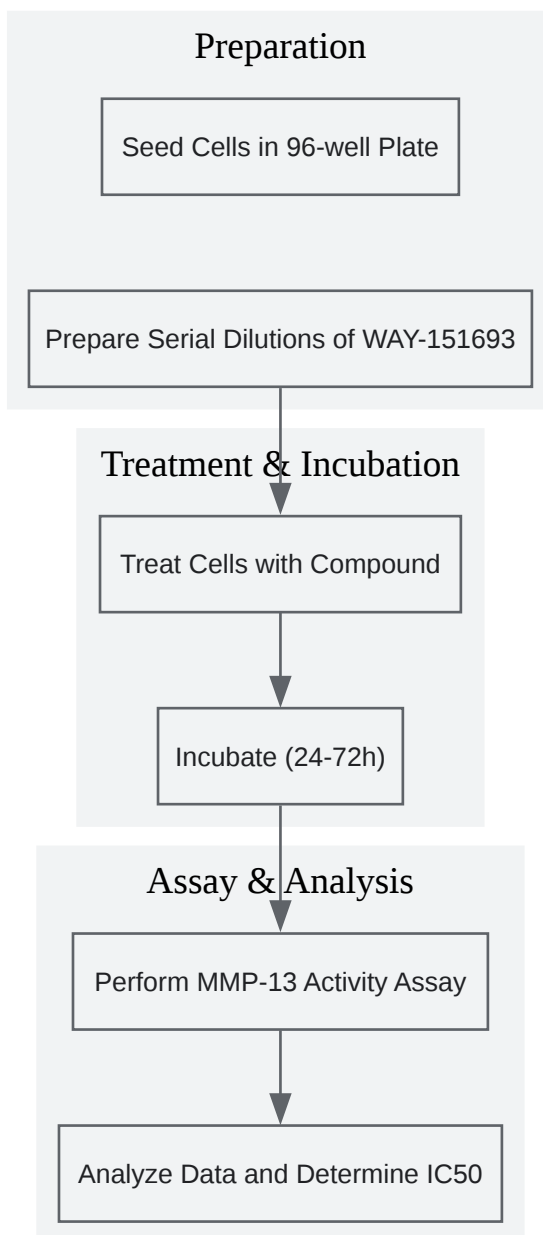 Preparation
Seed Cells in 96-well Plate
Prepare Serial Dilutions of WAY-151693
Treatment & Incubation
Treat Cells with Compound
Incubate (24-72h)
Assay & Analysis
Perform MMP-13 Activity Assay
Analyze Data and Determine IC50